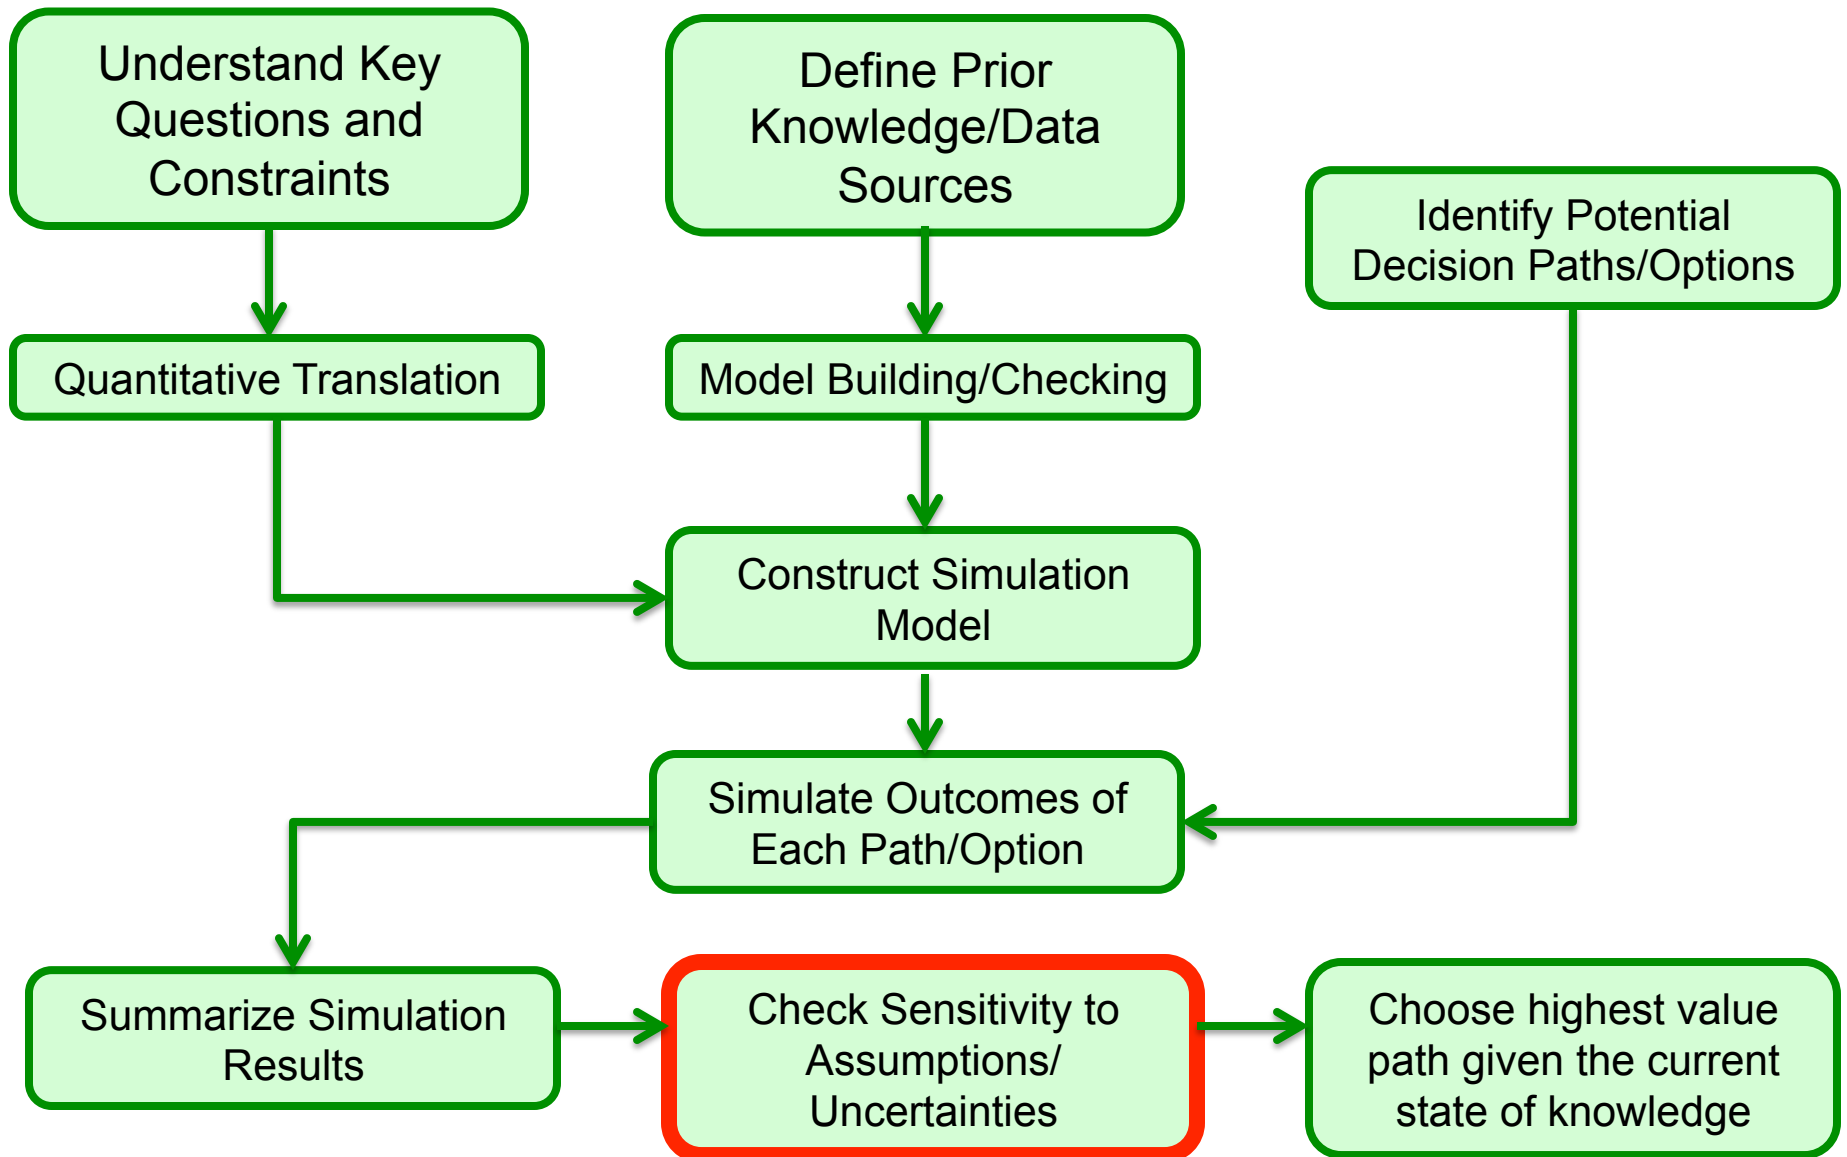 Understand Key
Questions and
Constraints
Define Prior
Knowledge/Data
Sources
Identify Potential
Decision Paths/Options
Quantitative Translation
Model Building/Checking
Construct Simulation
Model
Simulate Outcomes of
Each Path/Option
Summarize Simulation
Results
Check Sensitivity to
Assumptions/
Uncertainties
Choose highest value
path given the current
state of knowledge